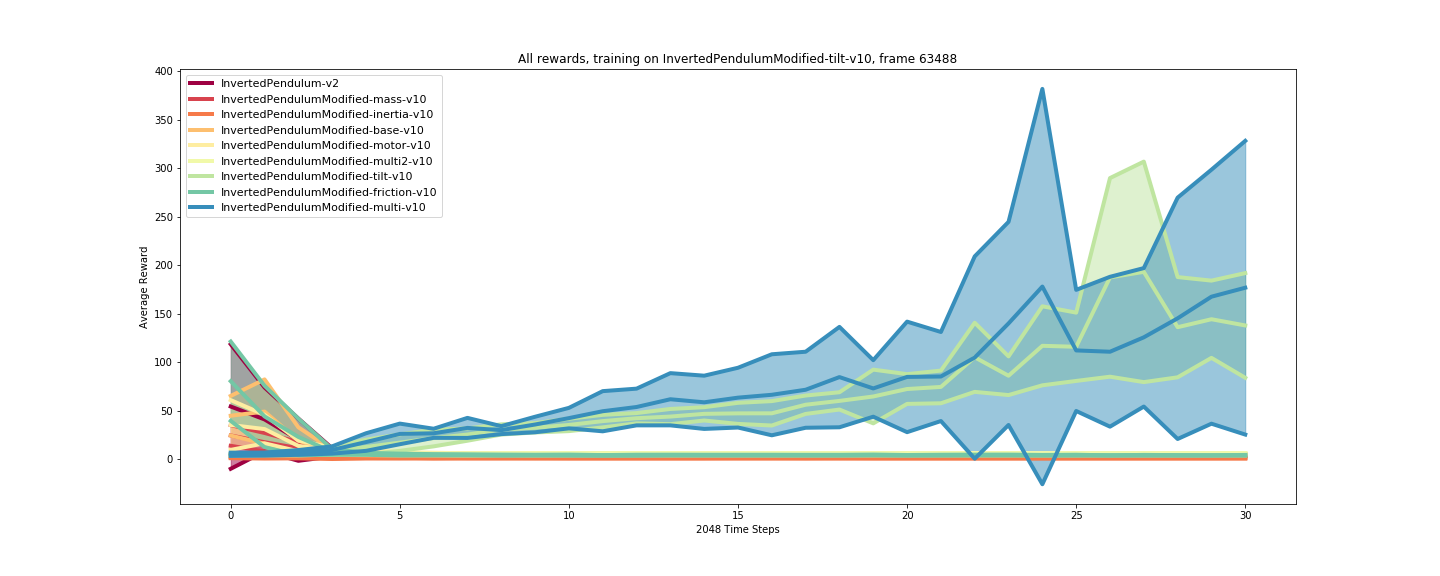 All rewards, training on InvertedPendulumModified-tilt-v10, frame 63488
400
350
300
250
200
150
100
50
0
Average Reward
InvertedPendulum-v2
InvertedPendulumModified-mass-v10
InvertedPendulumModified-inertia-v10
InvertedPendulumModified-base-v10
InvertedPendulumModified-motor-v10
InvertedPendulumModified-multi2-v10
InvertedPendulumModified-tilt-v10
InvertedPendulumModified-friction-v10
InvertedPendulumModified-multi-v10
0 5 10 15 20 25 30
2048 Time Steps